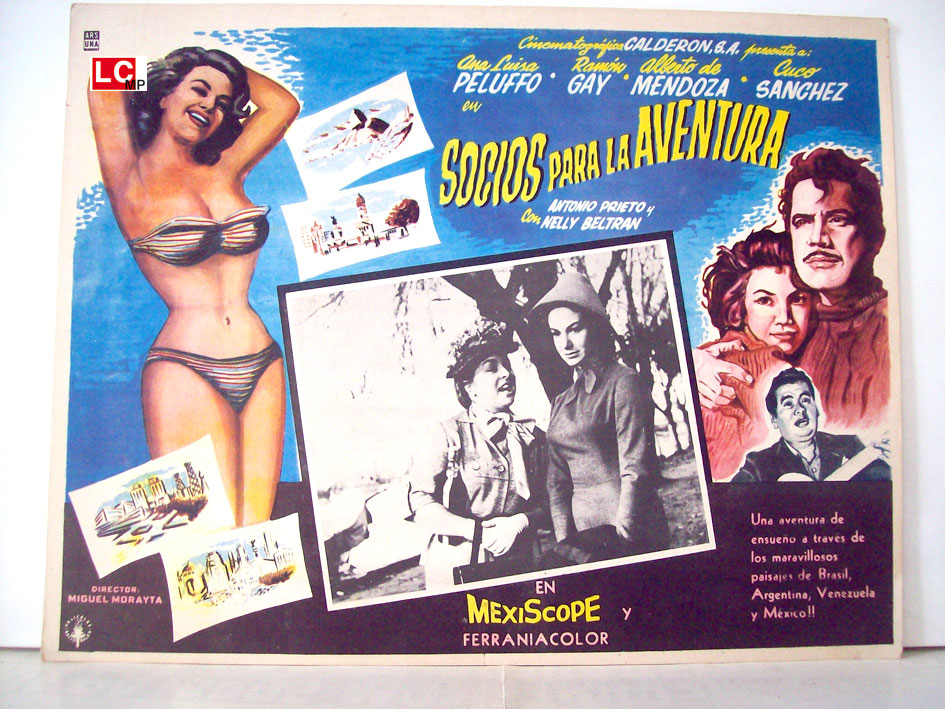 ARS
UNA
LC
MP
Cinematográfica CALDERON, S.A. presenta a:
Ana Luisa PELUFFO · Ramón GAY · Alberto de MENDOZA · Cuco SANCHEZ
en
SOCIOS PARA LA AVENTURA
Con ANTONIO PRIETO y
NELLY BELTRAN
Una aventura de
ensueño a través de
los maravillosos
paisajes de Brasil,
Argentina, Venezuela
y México!!
DIRECTOR:
MIGUEL MORAYTA
EN
MEXISCOPE y
FERRANIACOLOR